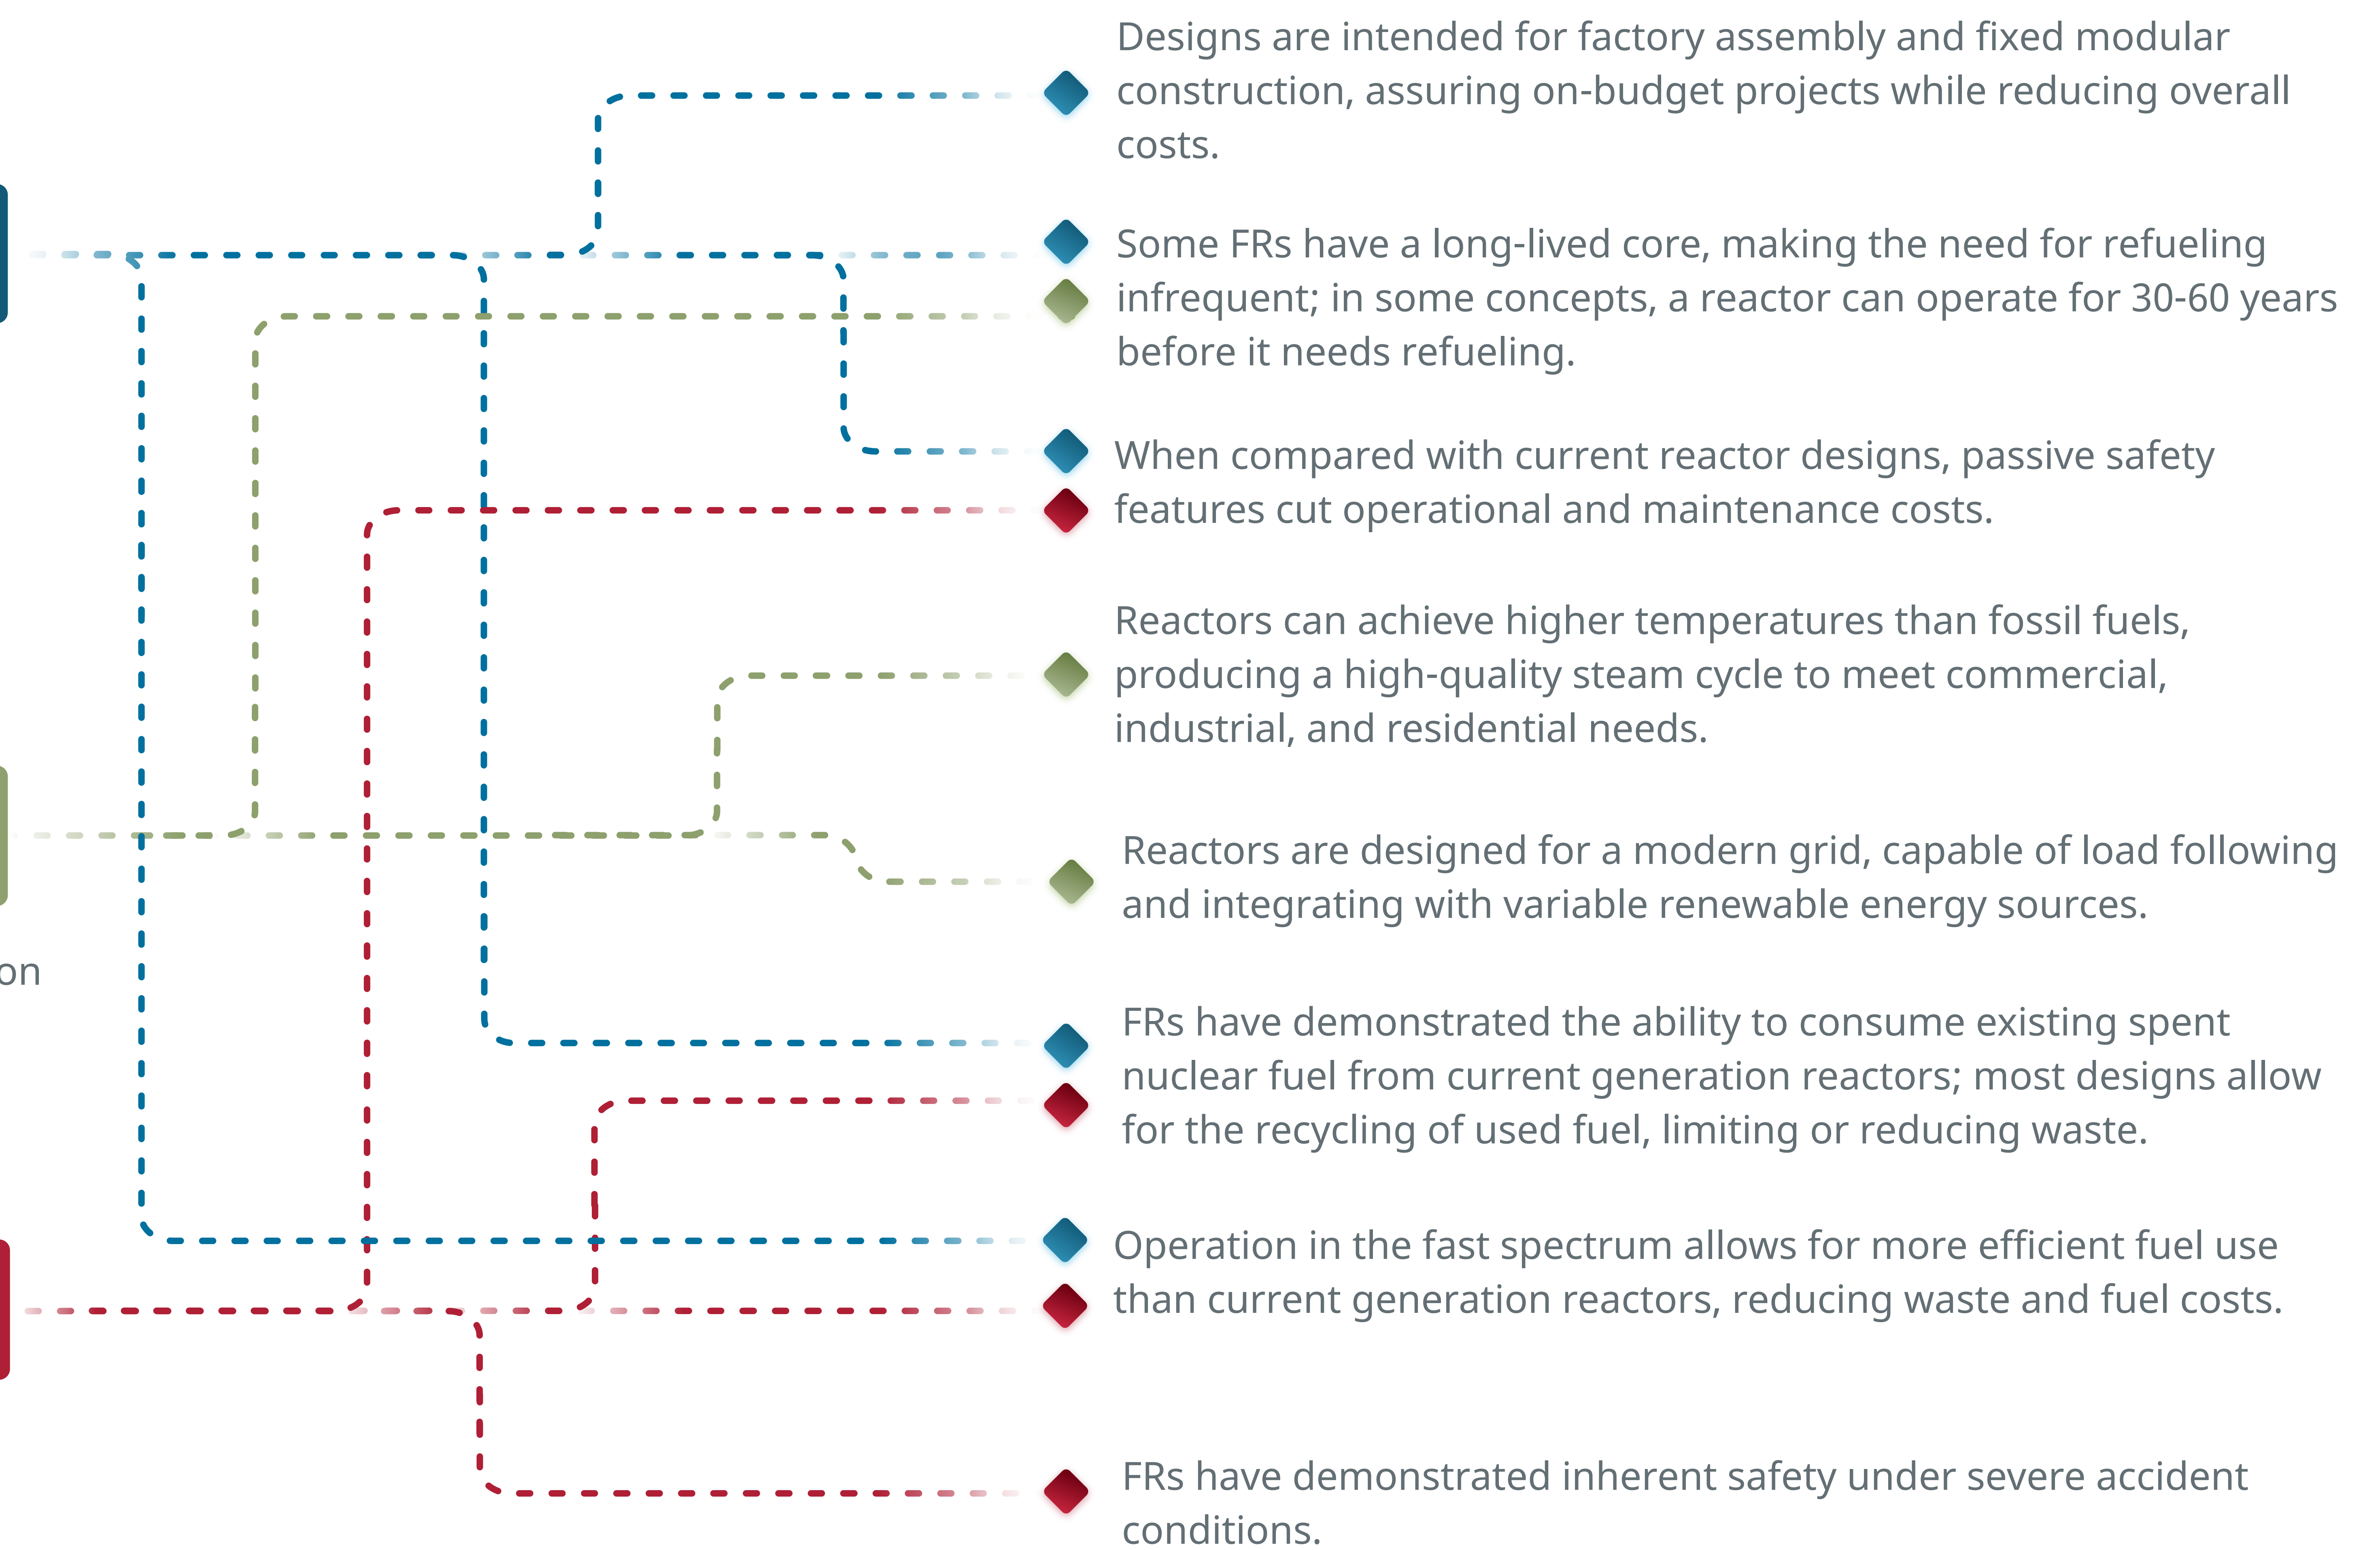 Designs are intended for factory assembly and fixed modular
construction, assuring on-budget projects while reducing overall
costs.
Some FRs have a long-lived core, making the need for refueling
infrequent; in some concepts, a reactor can operate for 30-60 years
before it needs refueling.
When compared with current reactor designs, passive safety
features cut operational and maintenance costs.
Reactors can achieve higher temperatures than fossil fuels,
producing a high-quality steam cycle to meet commercial,
industrial, and residential needs.
Reactors are designed for a modern grid, capable of load following
and integrating with variable renewable energy sources.
on
FRs have demonstrated the ability to consume existing spent
nuclear fuel from current generation reactors; most designs allow
for the recycling of used fuel, limiting or reducing waste.
Operation in the fast spectrum allows for more efficient fuel use
than current generation reactors, reducing waste and fuel costs.
FRs have demonstrated inherent safety under severe accident
conditions.